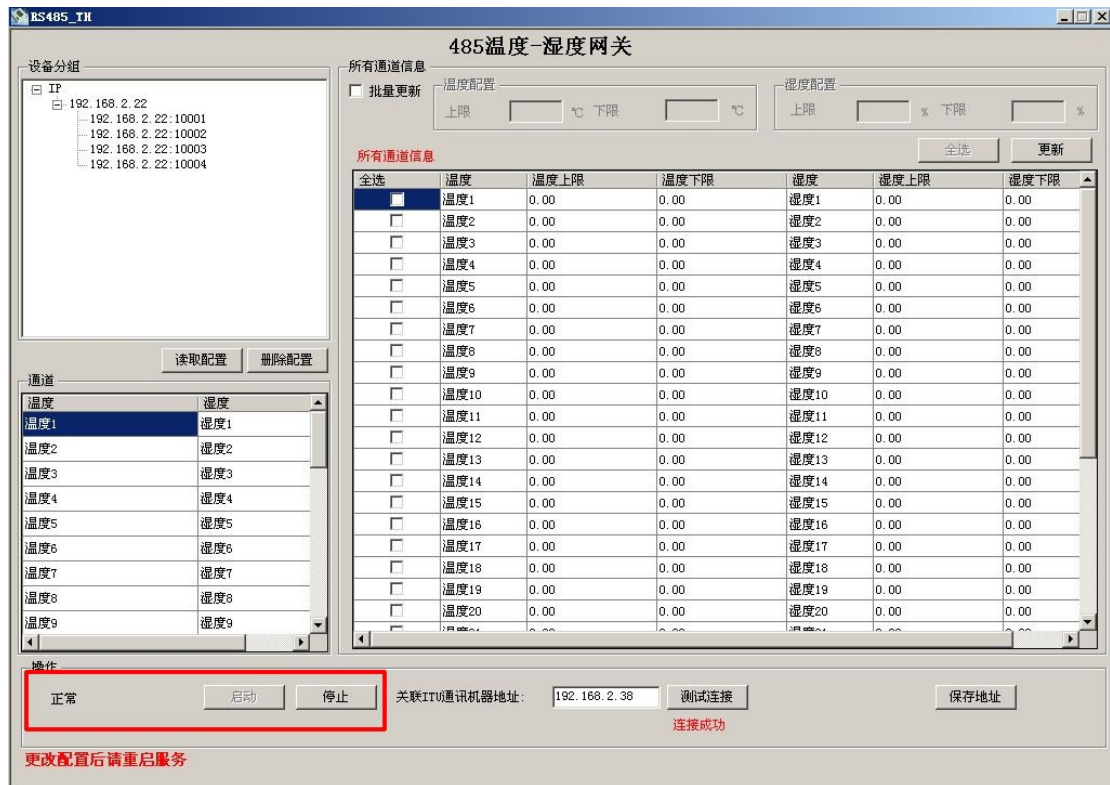 RS485_TH
485温度-湿度网关
设备分组
IP
192.168.2.22
192.168.2.22:10001
192.168.2.22:10002
192.168.2.22:10003
192.168.2.22:10004
读取配置 删除配置
通道
温度 湿度
温度1 湿度1
温度2 湿度2
温度3 湿度3
温度4 湿度4
温度5 湿度5
温度6 湿度6
温度7 湿度7
温度8 湿度8
温度9 湿度9
所有通道信息
批量更新
温度配置
上限 ℃ 下限 ℃
湿度配置
上限 % 下限 %
所有通道信息 全选 更新
全选 温度 温度上限 温度下限 湿度 湿度上限 湿度下限
温度1 0.00 0.00 湿度1 0.00 0.00
温度2 0.00 0.00 湿度2 0.00 0.00
温度3 0.00 0.00 湿度3 0.00 0.00
温度4 0.00 0.00 湿度4 0.00 0.00
温度5 0.00 0.00 湿度5 0.00 0.00
温度6 0.00 0.00 湿度6 0.00 0.00
温度7 0.00 0.00 湿度7 0.00 0.00
温度8 0.00 0.00 湿度8 0.00 0.00
温度9 0.00 0.00 湿度9 0.00 0.00
温度10 0.00 0.00 湿度10 0.00 0.00
温度11 0.00 0.00 湿度11 0.00 0.00
温度12 0.00 0.00 湿度12 0.00 0.00
温度13 0.00 0.00 湿度13 0.00 0.00
温度14 0.00 0.00 湿度14 0.00 0.00
温度15 0.00 0.00 湿度15 0.00 0.00
温度16 0.00 0.00 湿度16 0.00 0.00
温度17 0.00 0.00 湿度17 0.00 0.00
温度18 0.00 0.00 湿度18 0.00 0.00
温度19 0.00 0.00 湿度19 0.00 0.00
温度20 0.00 0.00 湿度20 0.00 0.00
操作
正常 启动 停止 关联ITU通讯机器地址: 192.168.2.38 测试连接 保存地址
连接成功
更改配置后请重启服务